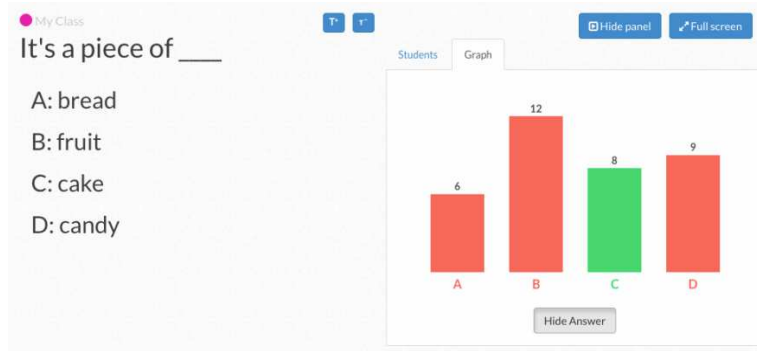 My Class
It's a piece of ____
A: bread
B: fruit
C: cake
D: candy
T+ T-
Hide panel
Full screen
Students
Graph
6
12
8
9
A
B
C
D
Hide Answer